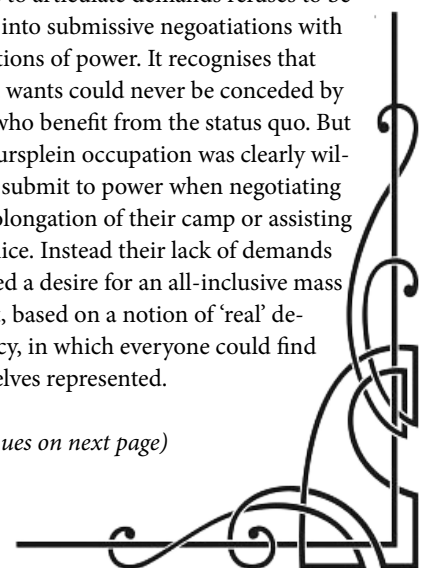 to articulate demands refuses to be
into submissive negoatiations with
tions of power. It recognises that
wants could never be conceded by
who benefit from the status quo. But
ursplein occupation was clearly wil-
submit to power when negotiating
olongation of their camp or assisting
lice. Instead their lack of demands
ed a desire for an all-inclusive mass
, based on a notion of ‘real’ de-
cy, in which everyone could find
elves represented.
ues on next page)